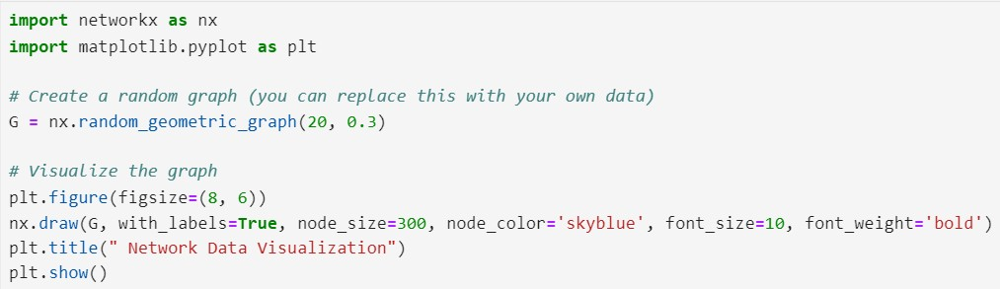 import networkx as nx
import matplotlib.pyplot as plt
# Create a random graph (you can replace this with your own data)
G = nx.random_geometric_graph(20, 0.3)
# Visualize the graph
plt.figure(figsize=(8, 6))
nx.draw(G, with_labels=True, node_size=300, node_color='skyblue', font_size=10, font_weight='bold')
plt.title(" Network Data Visualization")
plt.show()